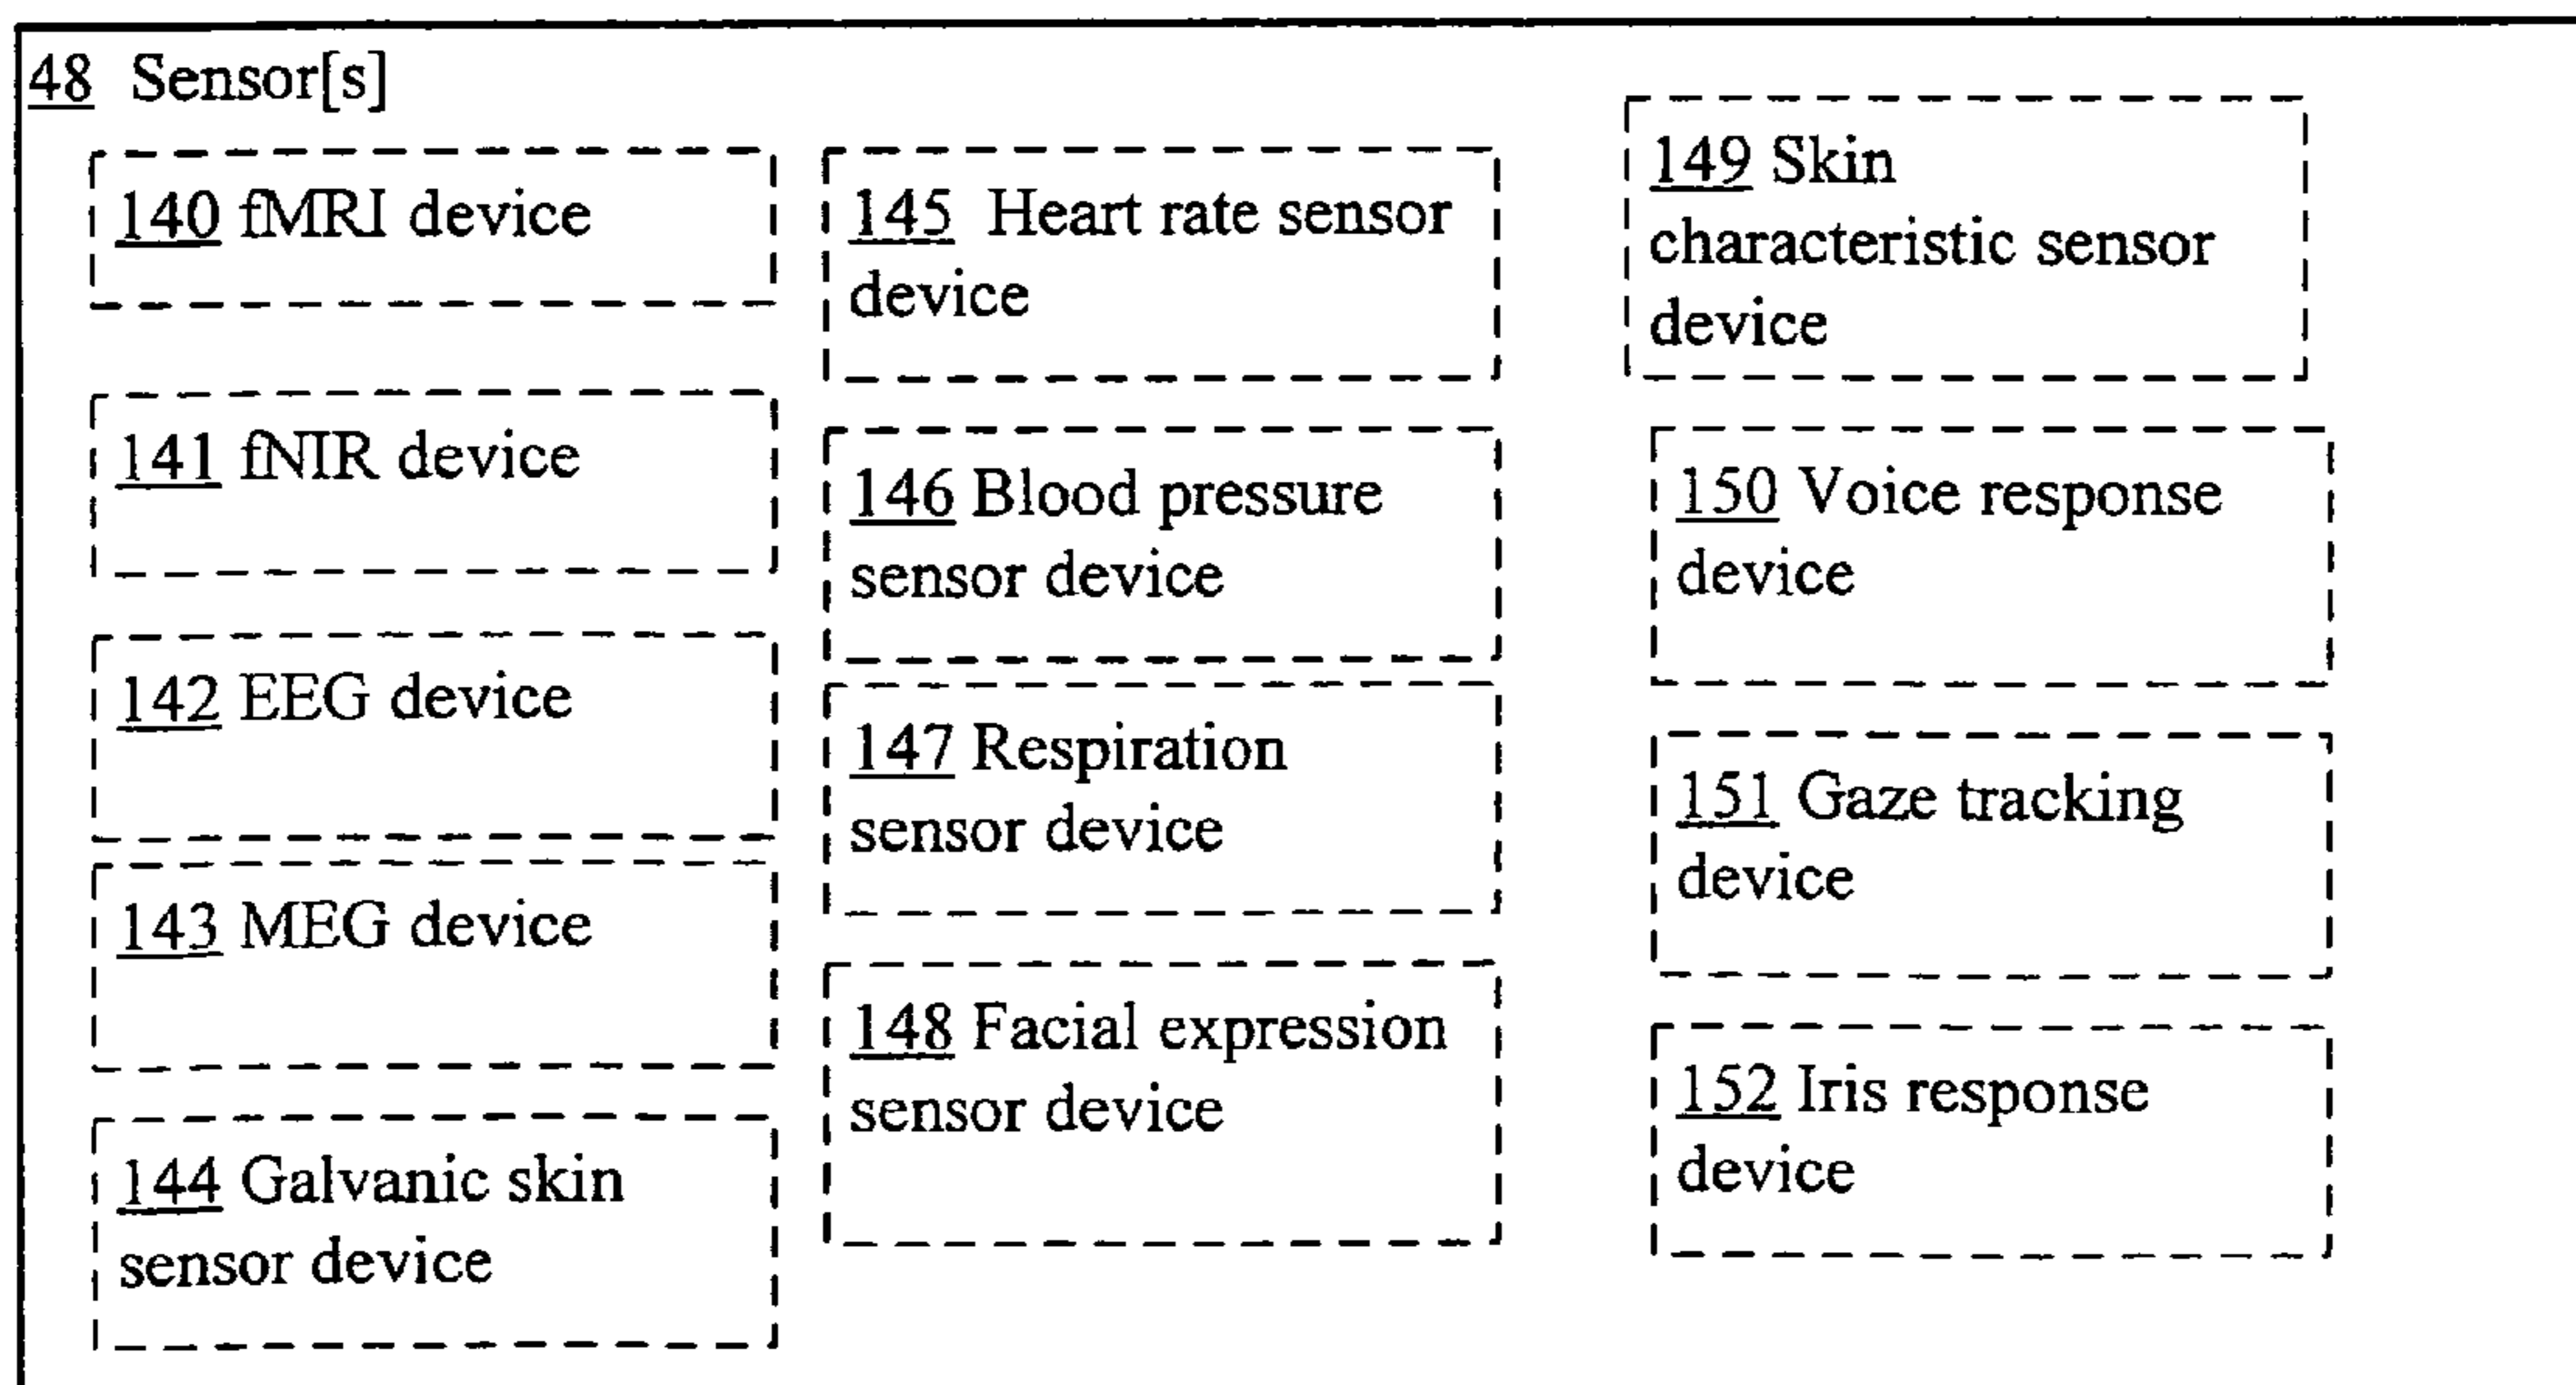 48 Sensor[s]
140 fMRI device
141 fNIR device
142 EEG device
143 MEG device
144 Galvanic skin
sensor device
145 Heart rate sensor
device
146 Blood pressure
sensor device
147 Respiration
sensor device
148 Facial expression
sensor device
149 Skin
characteristic sensor
device
150 Voice response
device
151 Gaze tracking
device
152 Iris response
device